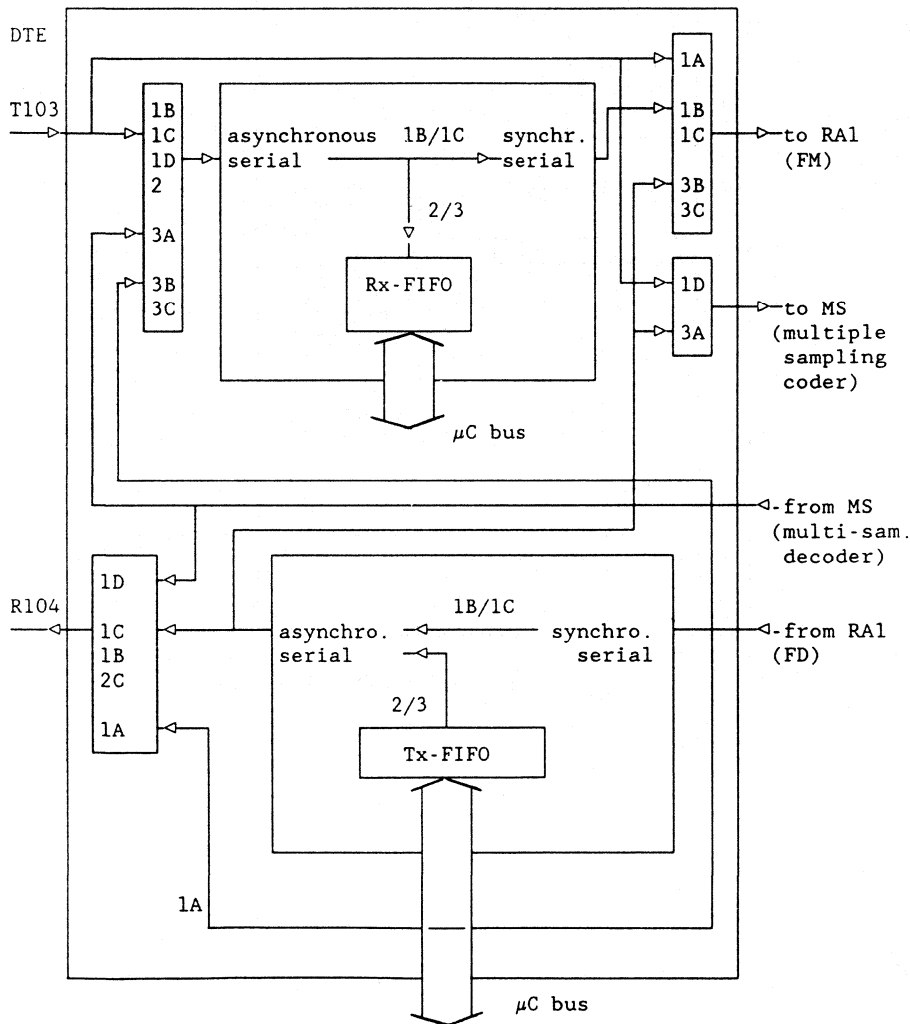 DTE
T103
1B
1C
1D
2
3A
3B
3C
asynchronous
serial
1B/1C
synchr.
serial
2/3
Rx-FIFO
μC bus
1A
1B
1C
3B
3C
to RA1
(FM)
1D
3A
to MS
(multiple
sampling
coder)
from MS
(multi-sam.
decoder)
R104
1D
1C
1B
2C
1A
asynchro.
serial
1B/1C
synchro.
serial
2/3
Tx-FIFO
from RA1
(FD)
1A
μC bus